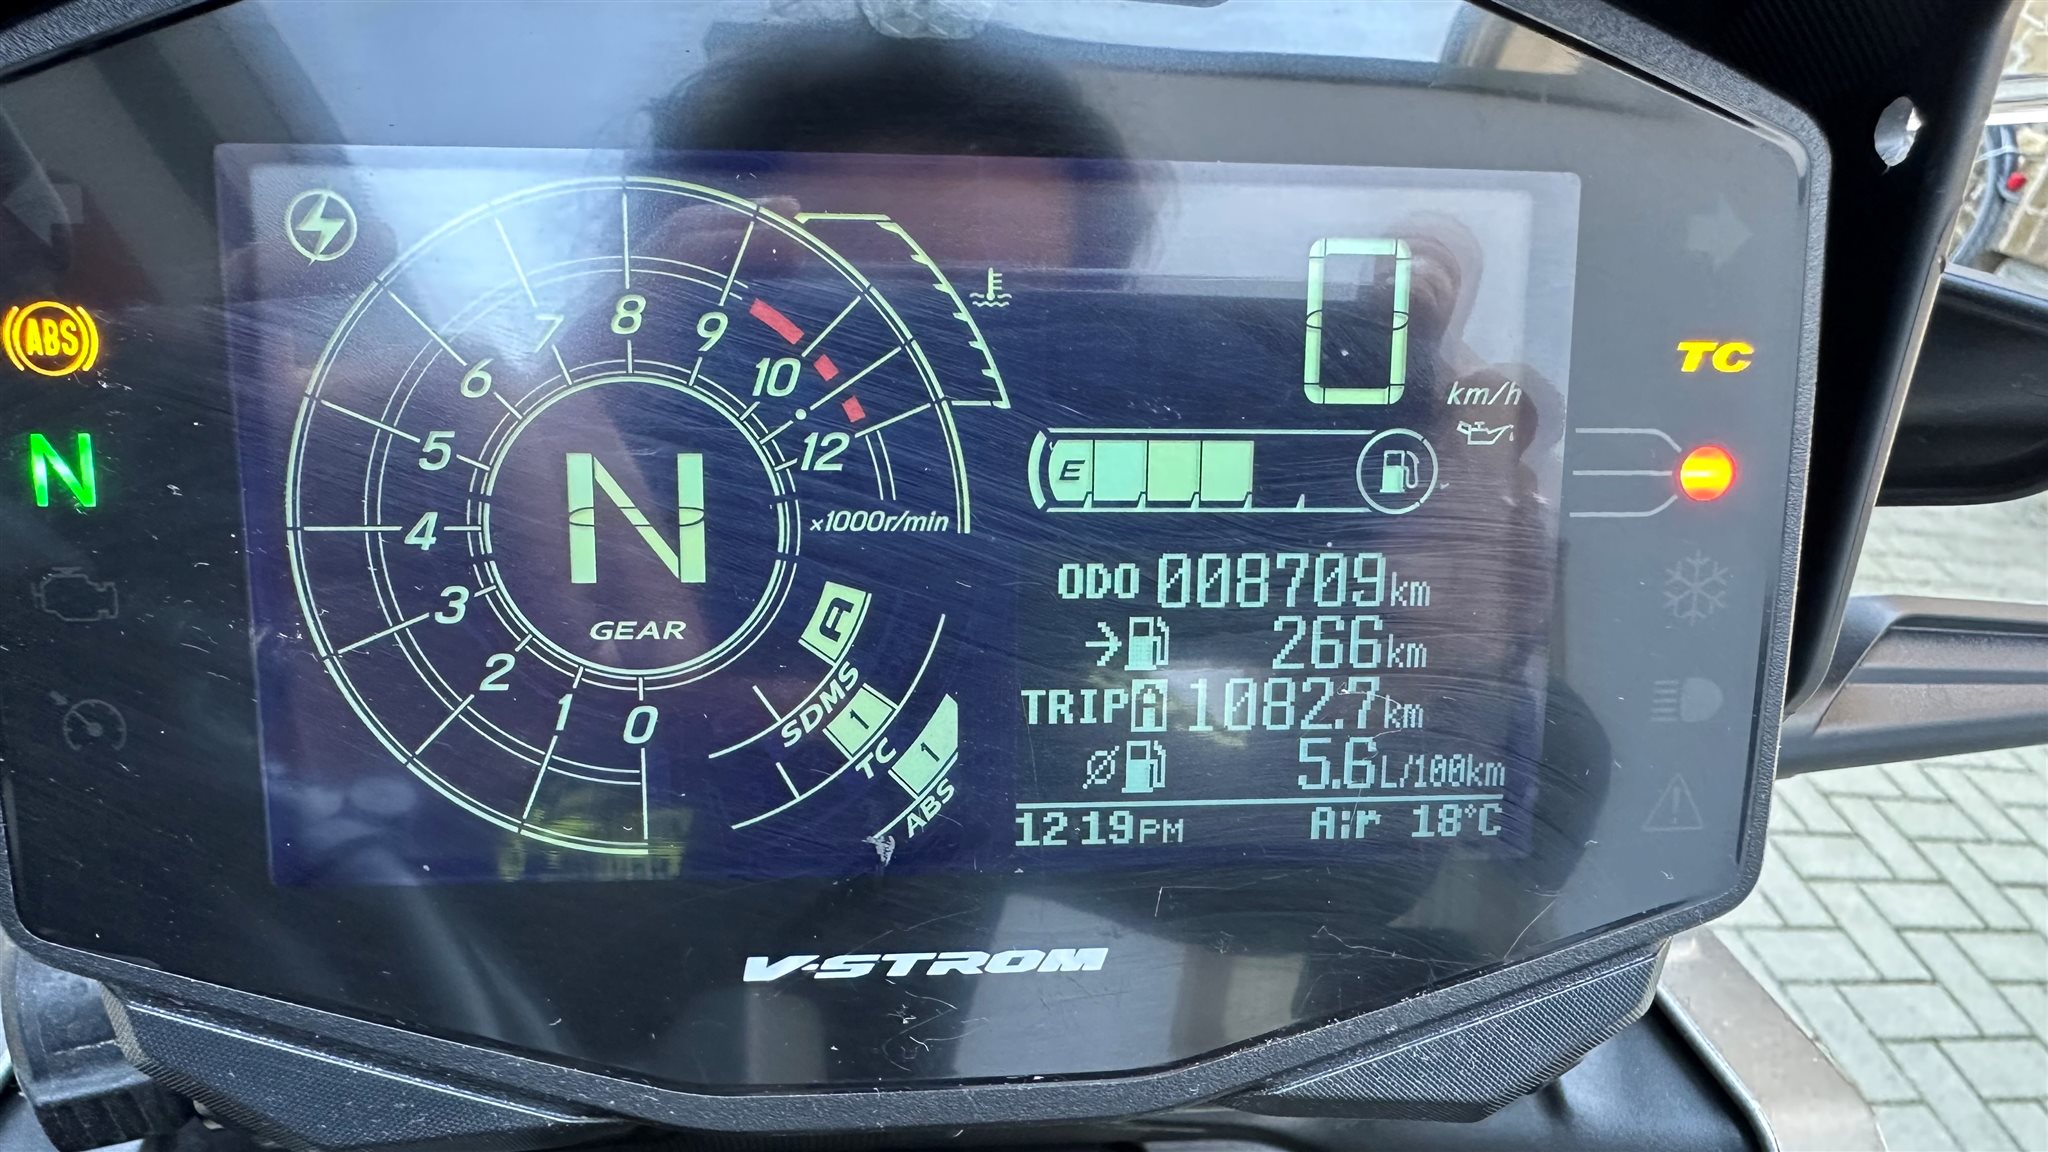 0
km/h
ABS
TC
N
7 8 9
6 10
5 12
4 ×1000r/min
3
2
1 0
N
GEAR
E
A
SDMS
1
TC
1
ABS
ODO 008709km
266km
TRIP A 1082.7km
5.6L/100km
12:19PM Air 18°C
V-STROM